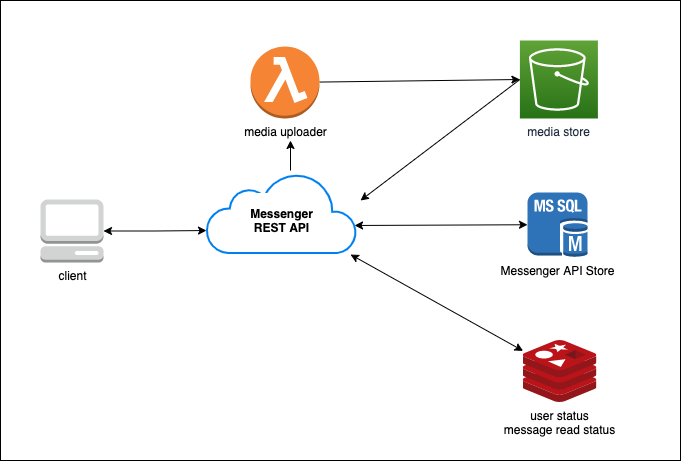 media uploader
media store
Messenger
REST API
MS SQL
M
client
Messenger API Store
user status
message read status